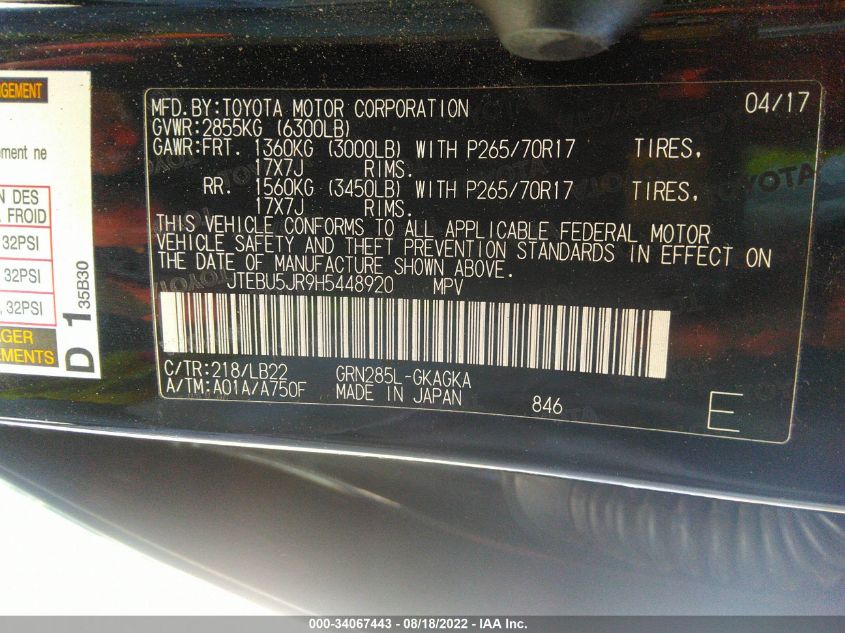 RGEMENT
ement ne
N DES
FROID
32PSI
32PSI
, 32PSI
AGER
EMENTS
D 1 35B30
MFD.BY:TOYOTA MOTOR CORPORATION 04/17
GVWR:2855KG (6300LB)
GAWR:FRT. 1360KG (3000LB) WITH P265/70R17 TIRES,
17X7J RIMS.
RR. 1560KG (3450LB) WITH P265/70R17 TIRES,
17X7J RIMS.
THIS VEHICLE CONFORMS TO ALL APPLICABLE FEDERAL MOTOR
VEHICLE SAFETY AND THEFT PREVENTION STANDARDS IN EFFECT ON
THE DATE OF MANUFACTURE SHOWN ABOVE.
JTEBU5JR9H5448920 MPV
C/TR:218/LB22 GRN285L-GKAGKA
A/TM:A01A/A750F MADE IN JAPAN 846 E
000-34067443 - 08/18/2022 - IAA Inc.